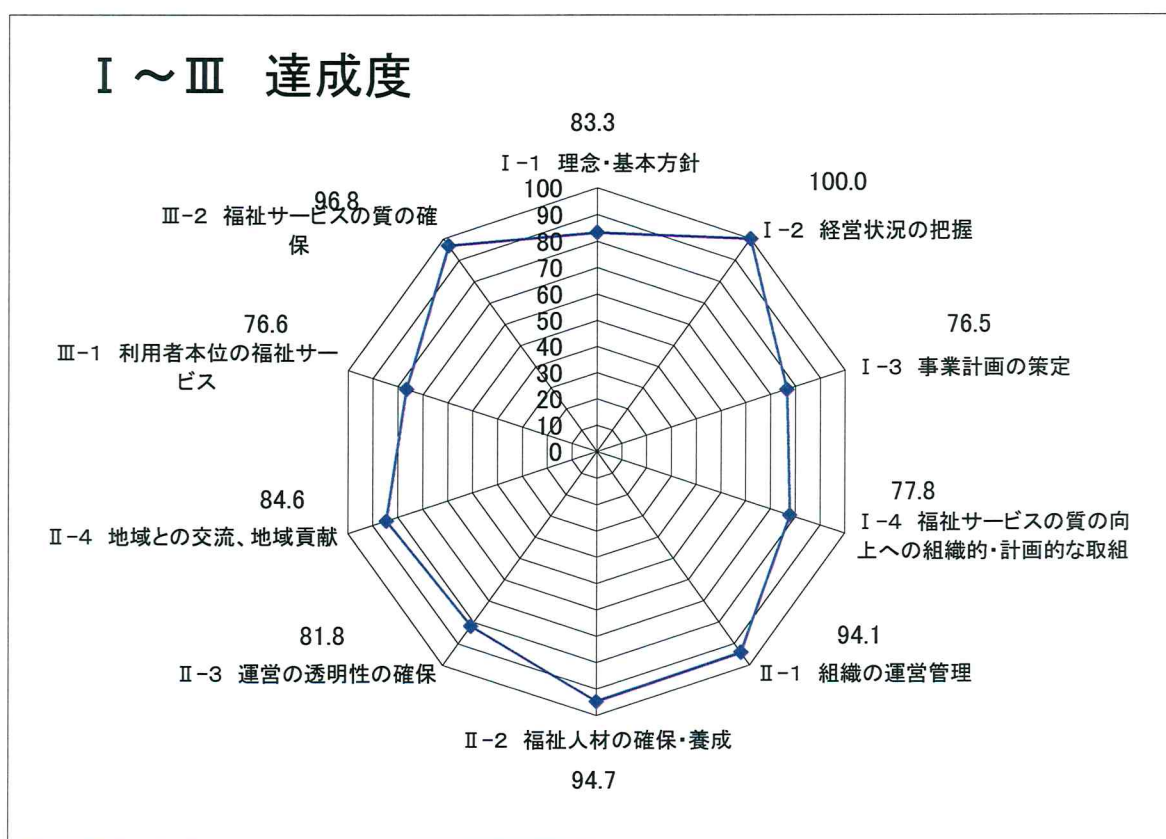 Ⅰ～Ⅲ 達成度
83.3
Ⅰ-1 理念・基本方針
100.0
Ⅰ-2 経営状況の把握
76.5
Ⅰ-3 事業計画の策定
77.8
Ⅰ-4 福祉サービスの質の向
上への組織的・計画的な取組
94.1
Ⅱ-1 組織の運営管理
Ⅱ-2 福祉人材の確保・養成
94.7
81.8
Ⅱ-3 運営の透明性の確保
84.6
Ⅱ-4 地域との交流、地域貢献
76.6
Ⅲ-1 利用者本位の福祉サー
ビス
96.8
Ⅲ-2 福祉サービスの質の確
保
100
90
80
70
60
50
40
30
20
10
0